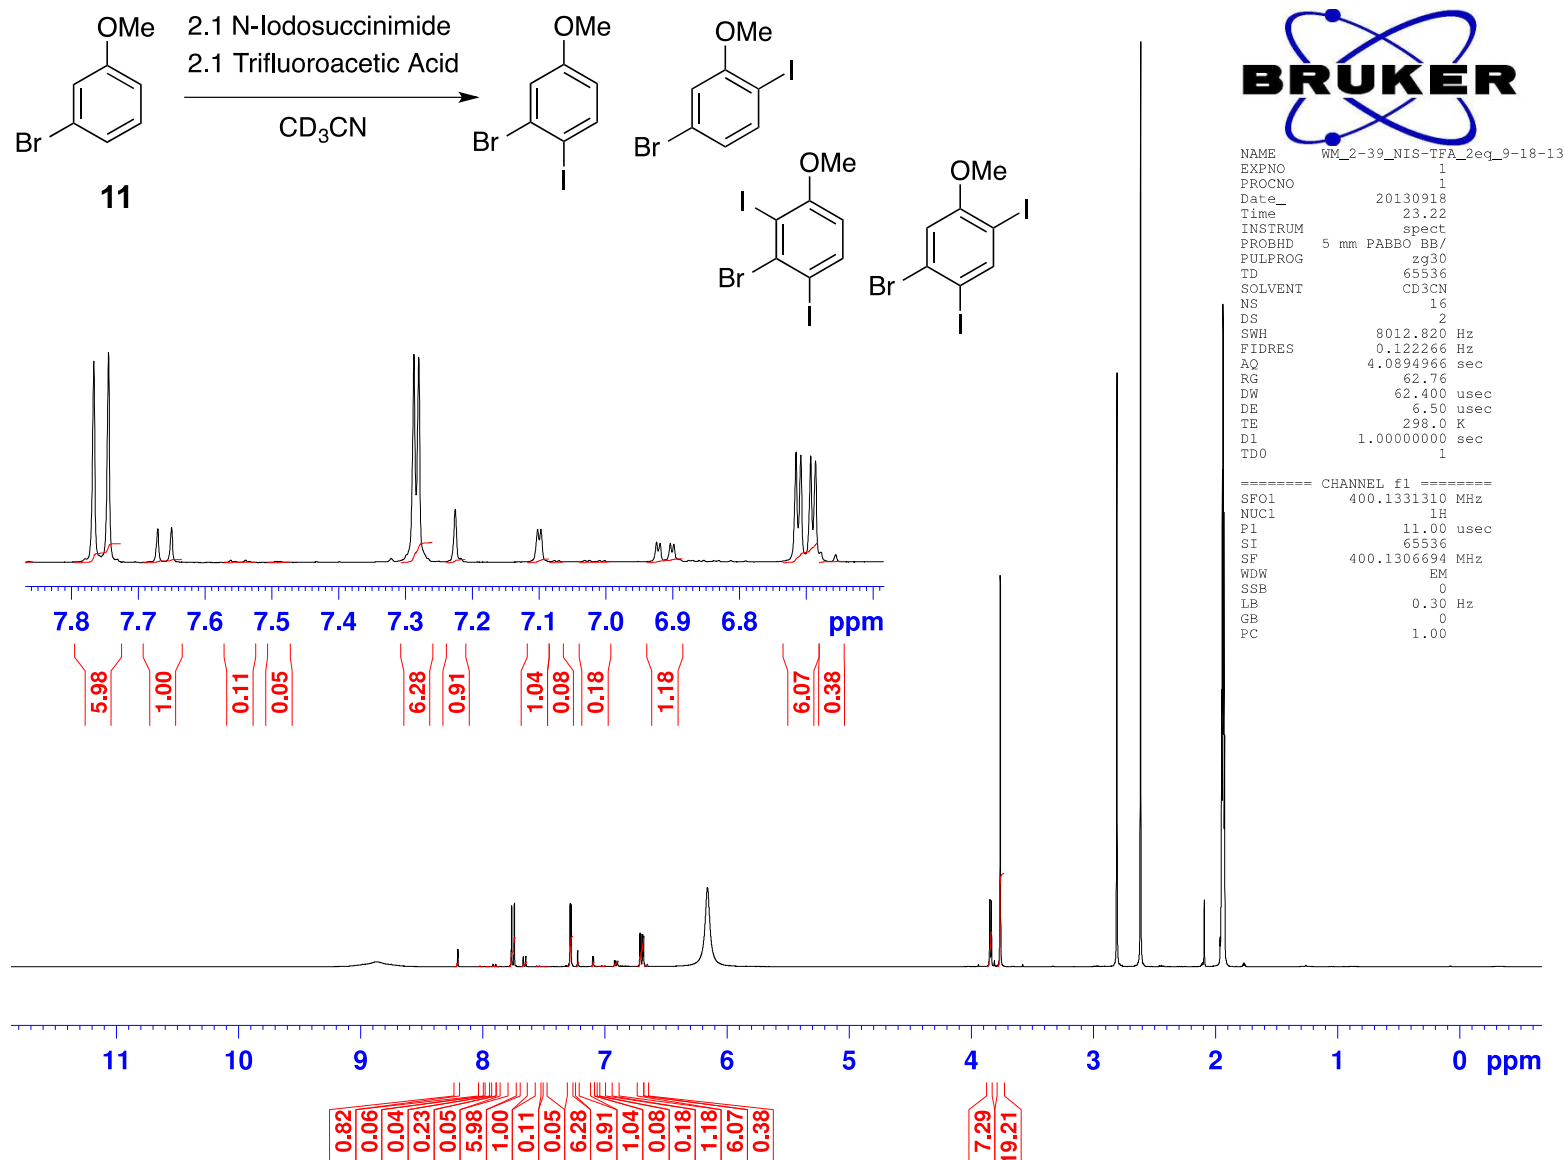 OMe
Br
11
2.1 N-Iodosuccinimide
2.1 Trifluoroacetic Acid
CD3CN
OMe
Br
I
OMe
I
Br
OMe
I
Br
I
OMe
I
Br
I
BRUKER
NAME WM_2-39_NIS-TFA_2eq_9-18-13
EXPNO 1
PROCNO 1
Date_ 20130918
Time 23.22
INSTRUM spect
PROBHD 5 mm PABBO BB/
PULPROG zg30
TD 65536
SOLVENT CD3CN
NS 16
DS 2
SWH 8012.820 Hz
FIDRES 0.122266 Hz
AQ 4.0894966 sec
RG 62.76
DW 62.400 usec
DE 6.50 usec
TE 298.0 K
D1 1.00000000 sec
TD0 1
======== CHANNEL f1 ========
SFO1 400.1331310 MHz
NUC1 1H
P1 11.00 usec
SI 65536
SF 400.1306694 MHz
WDW EM
SSB 0
LB 0.30 Hz
GB 0
PC 1.00
7.8 7.7 7.6 7.5 7.4 7.3 7.2 7.1 7.0 6.9 6.8 ppm
5.98 1.00 0.11 0.05 6.28 0.91 1.04 0.08 0.18 1.18 6.07 0.38
11 10 9 8 7 6 5 4 3 2 1 0 ppm
0.82 0.06 0.04 0.23 0.05 5.98 1.00 0.11 0.05 6.28 0.91 1.04 0.08 0.18 1.18 6.07 0.38 7.29 19.21